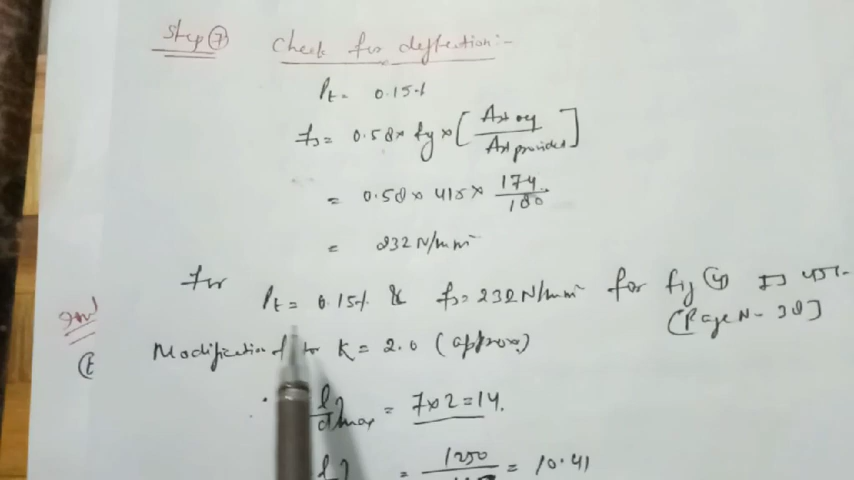 Step ⑦ Check for deflection:-
Pt = 0.15%
fs = 0.58 × fy × [Ast req / Ast provided]
= 0.58 × 415 × 174 / 180
= 232 N/mm²
For Pt = 0.15% & fs = 232 N/mm² for fig ④ IS 456-
[Page N- 38]
Modification K = 2.0 (approx)
∴ l/d)max = 7×2 = 14.
= 1250 / = 10.41